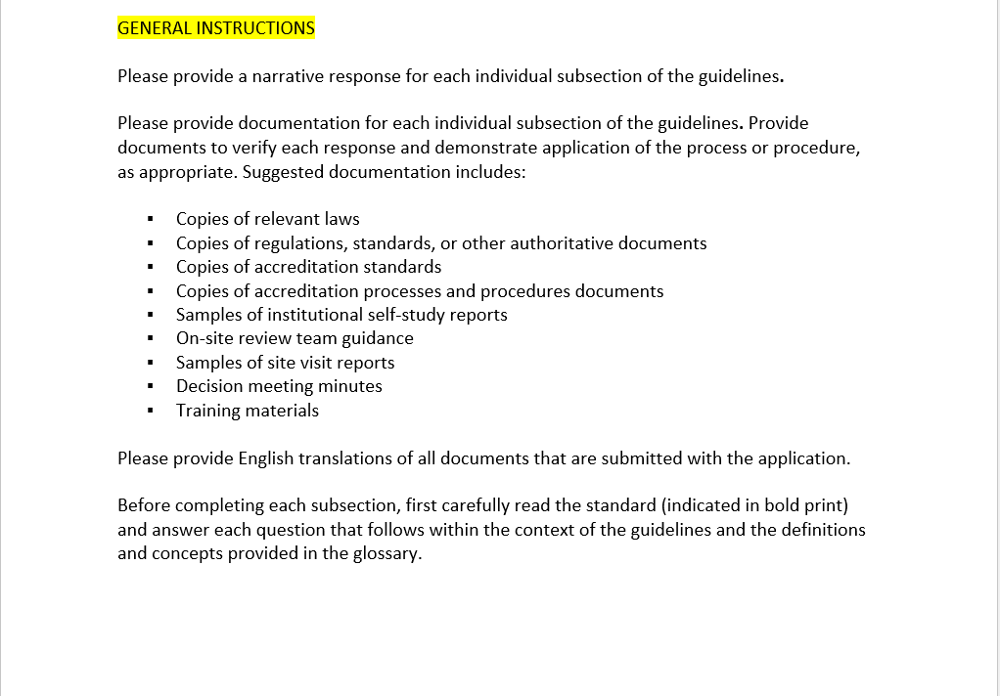 GENERAL INSTRUCTIONS
Please provide a narrative response for each individual subsection of the guidelines.
Please provide documentation for each individual subsection of the guidelines. Provide
documents to verify each response and demonstrate application of the process or procedure,
as appropriate. Suggested documentation includes:
▪ Copies of relevant laws
▪ Copies of regulations, standards, or other authoritative documents
▪ Copies of accreditation standards
▪ Copies of accreditation processes and procedures documents
▪ Samples of institutional self-study reports
▪ On-site review team guidance
▪ Samples of site visit reports
▪ Decision meeting minutes
▪ Training materials
Please provide English translations of all documents that are submitted with the application.
Before completing each subsection, first carefully read the standard (indicated in bold print)
and answer each question that follows within the context of the guidelines and the definitions
and concepts provided in the glossary.